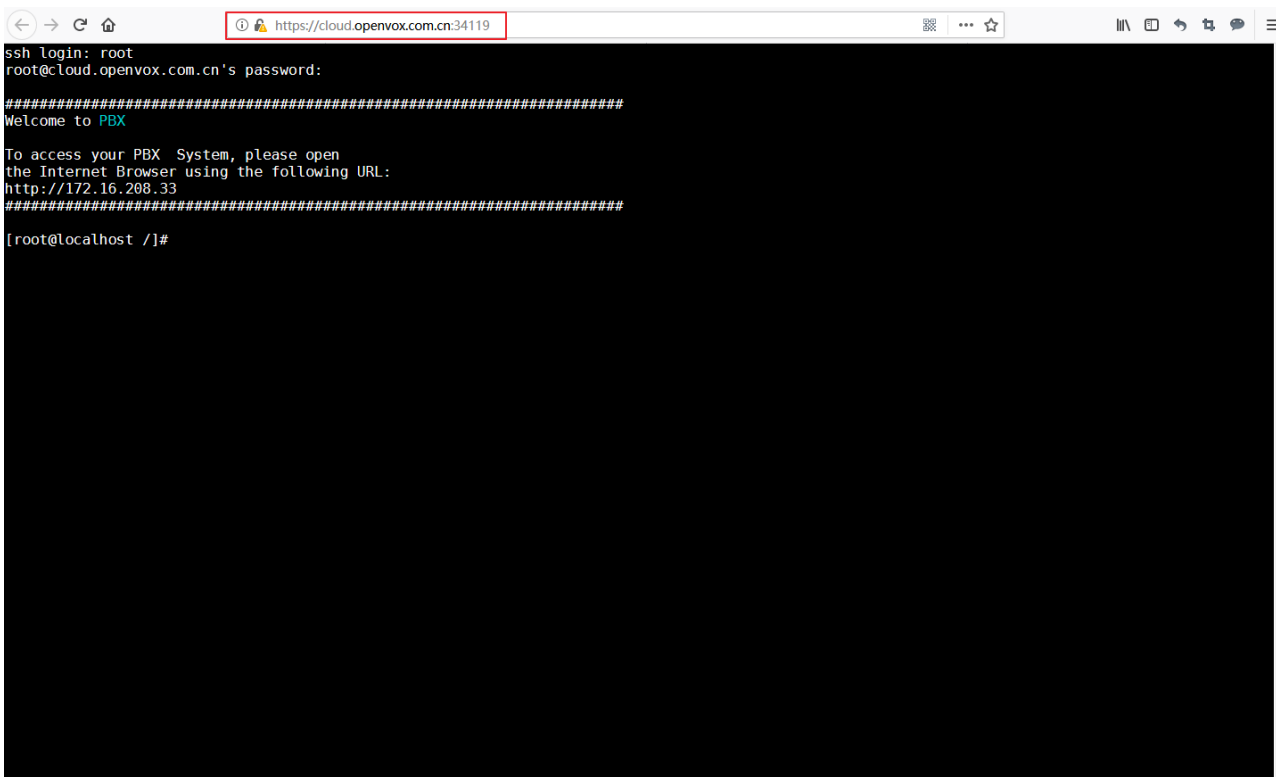 https://cloud.openvox.com.cn:34119
ssh login: root
root@cloud.openvox.com.cn's password:
########################################################################
Welcome to PBX
To access your PBX  System, please open
the Internet Browser using the following URL:
http://172.16.208.33
########################################################################
[root@localhost /]#